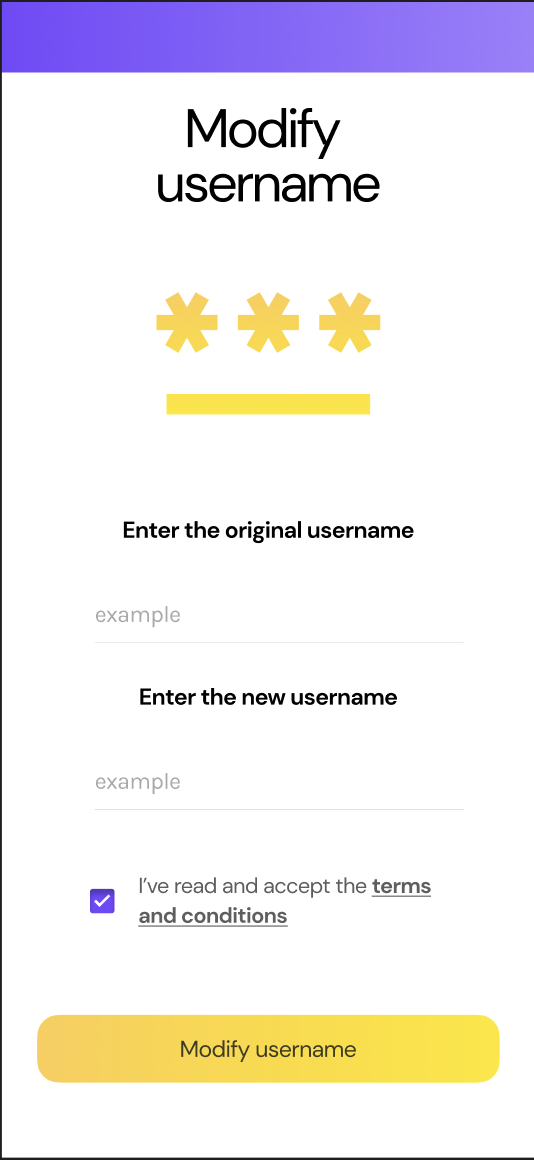 Modify
username
***
Enter the original username
example
Enter the new username
example
I've read and accept the terms
and conditions
Modify username